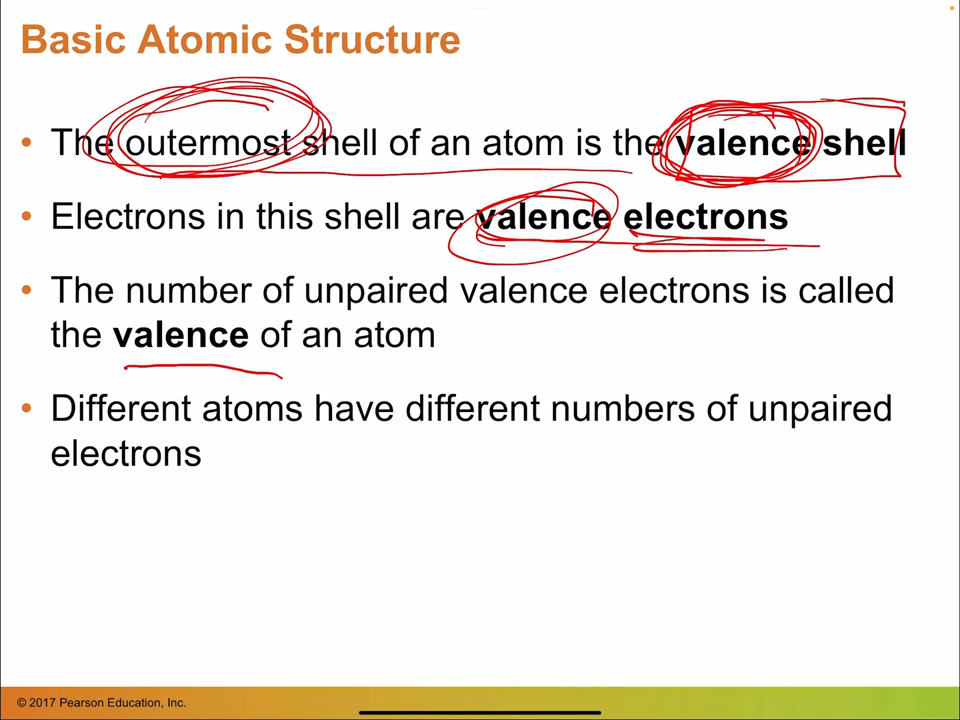 Basic Atomic Structure
• The outermost shell of an atom is the valence shell
• Electrons in this shell are valence electrons
• The number of unpaired valence electrons is called
the valence of an atom
• Different atoms have different numbers of unpaired
electrons
© 2017 Pearson Education, Inc.